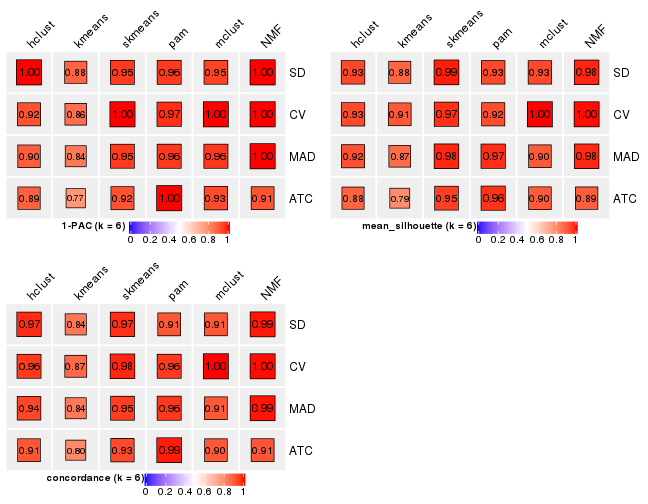 hclust kmeans skmeans pam mclust NMF
1.00 0.88 0.95 0.96 0.95 1.00 SD
0.92 0.86 1.00 0.97 1.00 1.00 CV
0.90 0.84 0.95 0.96 0.96 1.00 MAD
0.89 0.77 0.92 1.00 0.93 0.91 ATC
1-PAC (k = 6)
0 0.2 0.4 0.6 0.8 1
hclust kmeans skmeans pam mclust NMF
0.93 0.88 0.99 0.93 0.93 0.98 SD
0.93 0.91 0.97 0.92 1.00 1.00 CV
0.92 0.87 0.98 0.97 0.90 0.98 MAD
0.88 0.79 0.95 0.96 0.90 0.89 ATC
mean_silhouette (k = 6)
0 0.2 0.4 0.6 0.8 1
hclust kmeans skmeans pam mclust NMF
0.97 0.84 0.97 0.91 0.91 0.99 SD
0.96 0.87 0.98 0.96 1.00 1.00 CV
0.94 0.84 0.95 0.96 0.91 0.99 MAD
0.91 0.80 0.93 0.99 0.90 0.91 ATC
concordance (k = 6)
0 0.2 0.4 0.6 0.8 1